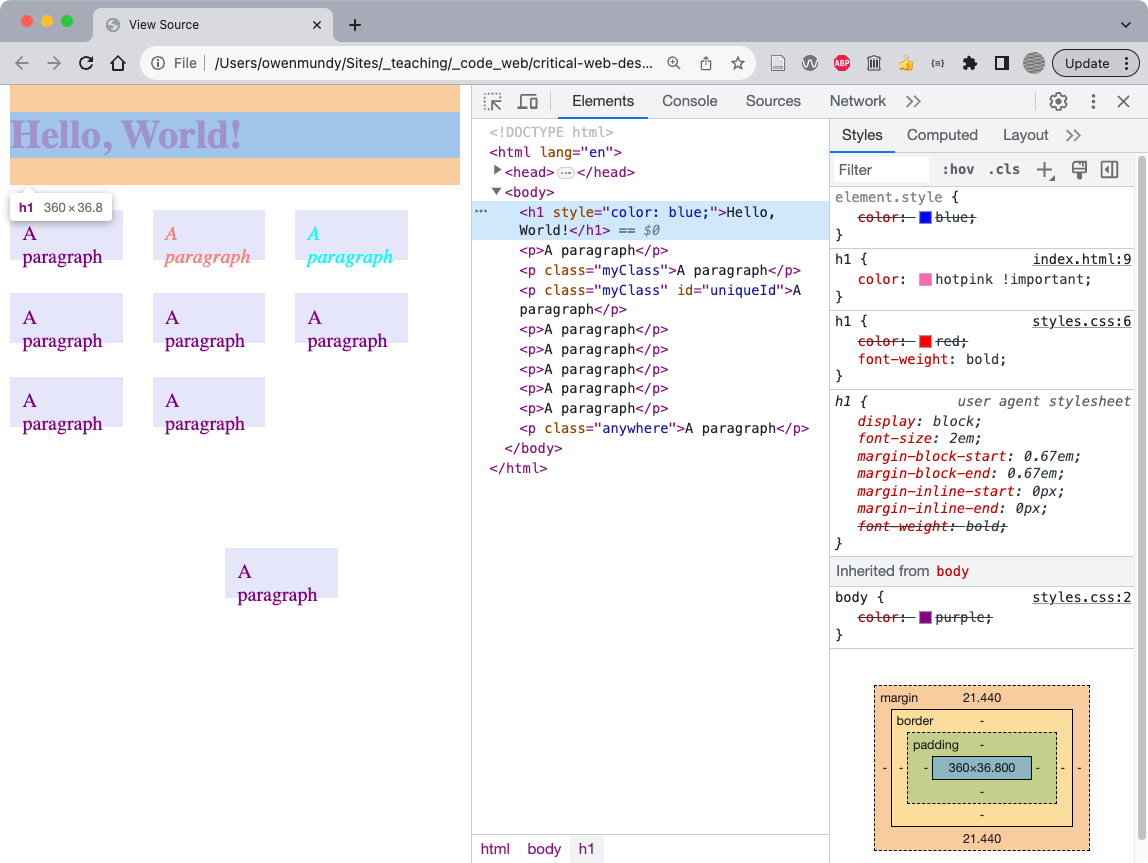 View Source
File
/Users/owenmundy/Sites/_teaching/_code_web/critical-web-des...
ABP
Update
Hello, World!
h1 360×36.8
A
paragraph
A
paragraph
A
paragraph
A
paragraph
A
paragraph
A
paragraph
A
paragraph
A
paragraph
A
paragraph
Elements Console Sources Network
<!DOCTYPE html>
<html lang="en">
<head>…</head>
<body>
<h1 style="color: blue;">Hello,
World!</h1> == $0
<p>A paragraph</p>
<p class="myClass">A paragraph</p>
<p class="myClass" id="uniqueId">A
paragraph</p>
<p>A paragraph</p>
<p>A paragraph</p>
<p>A paragraph</p>
<p>A paragraph</p>
<p>A paragraph</p>
<p class="anywhere">A paragraph</p>
</body>
</html>
html body h1
Styles Computed Layout
Filter :hov .cls
element.style {
color: blue;
}
h1 { index.html:9
color: hotpink !important;
}
h1 { styles.css:6
color: red;
font-weight: bold;
}
h1 { user agent stylesheet
display: block;
font-size: 2em;
margin-block-start: 0.67em;
margin-block-end: 0.67em;
margin-inline-start: 0px;
margin-inline-end: 0px;
font-weight: bold;
}
Inherited from body
body { styles.css:2
color: purple;
}
margin 21.440
border -
padding -
- - - 360×36.800 - - -
-
-
21.440